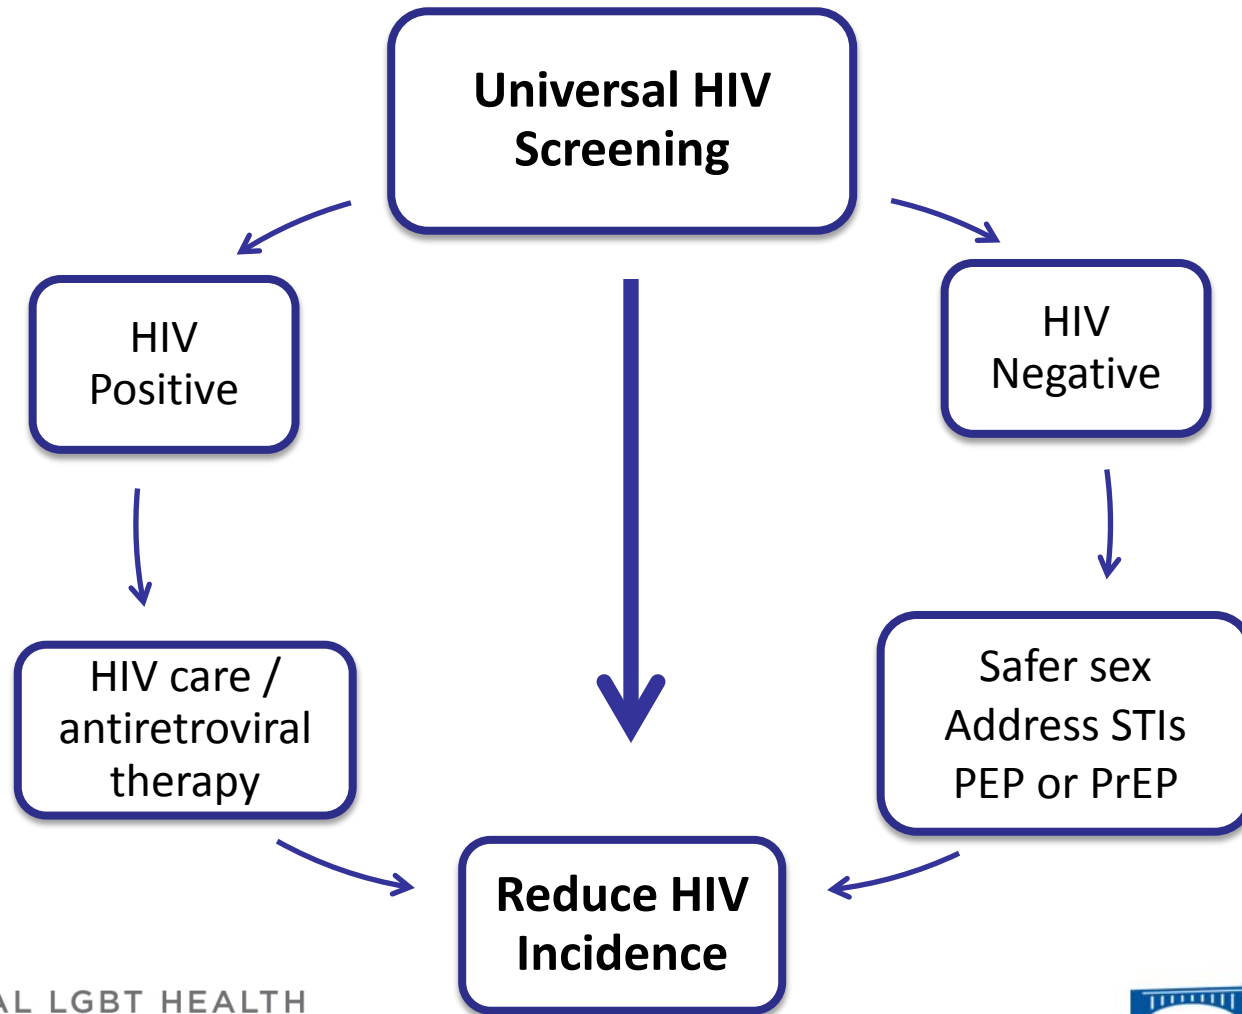 Universal HIV
Screening
HIV
Positive
HIV
Negative
HIV care /
antiretroviral
therapy
Safer sex
Address STIs
PEP or PrEP
Reduce HIV
Incidence
AL LGBT HEALTH